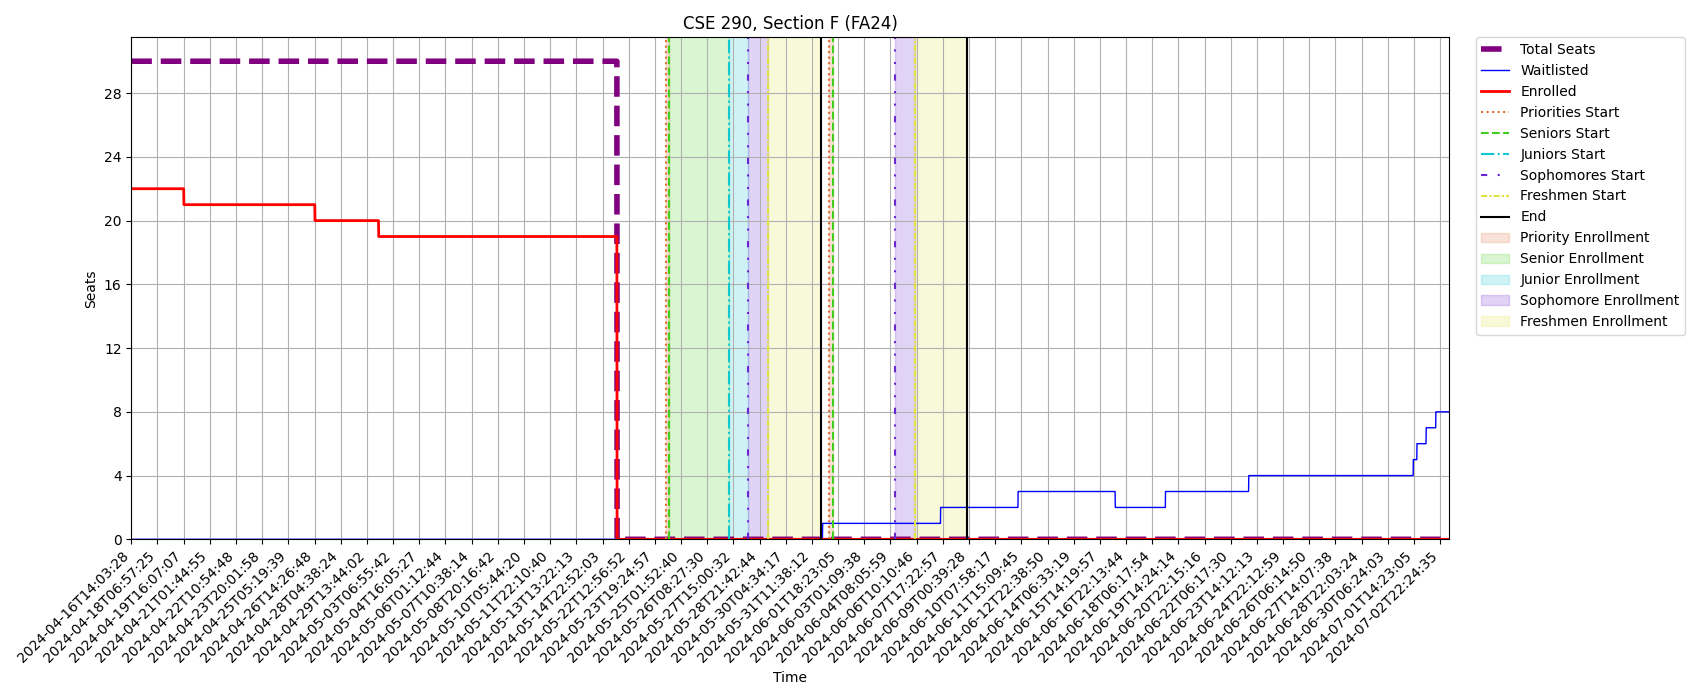 CSE 290, Section F (FA24)
Total Seats
Waitlisted
Enrolled
Priorities Start
Seniors Start
Juniors Start
Sophomores Start
Freshmen Start
End
Priority Enrollment
Senior Enrollment
Junior Enrollment
Sophomore Enrollment
Freshmen Enrollment
Seats
28
24
20
16
12
8
4
0
2024-04-16T14:03:28
2024-04-18T06:57:25
2024-04-19T16:07:07
2024-04-21T01:44:55
2024-04-22T10:54:48
2024-04-23T20:01:58
2024-04-25T05:19:39
2024-04-26T14:26:48
2024-04-28T04:38:24
2024-04-29T13:44:02
2024-05-03T06:55:42
2024-05-04T16:05:27
2024-05-06T01:12:44
2024-05-07T10:38:14
2024-05-08T20:16:42
2024-05-10T05:44:20
2024-05-11T22:10:40
2024-05-13T13:22:13
2024-05-14T22:52:03
2024-05-22T12:56:52
2024-05-23T19:24:57
2024-05-25T01:52:40
2024-05-26T08:27:30
2024-05-27T15:00:32
2024-05-28T21:42:44
2024-05-30T04:34:17
2024-05-31T11:38:12
2024-06-01T18:23:05
2024-06-03T01:09:38
2024-06-04T08:05:59
2024-06-06T10:10:46
2024-06-07T17:22:57
2024-06-09T00:39:28
2024-06-10T07:58:17
2024-06-11T15:09:45
2024-06-12T22:38:50
2024-06-14T06:33:19
2024-06-15T14:19:57
2024-06-16T22:13:44
2024-06-18T06:17:54
2024-06-19T14:24:14
2024-06-20T22:15:16
2024-06-22T06:17:30
2024-06-23T14:12:13
2024-06-24T22:12:59
2024-06-26T06:14:50
2024-06-27T14:07:38
2024-06-28T22:03:24
2024-06-30T06:24:03
2024-07-01T14:23:05
2024-07-02T22:24:35
Time